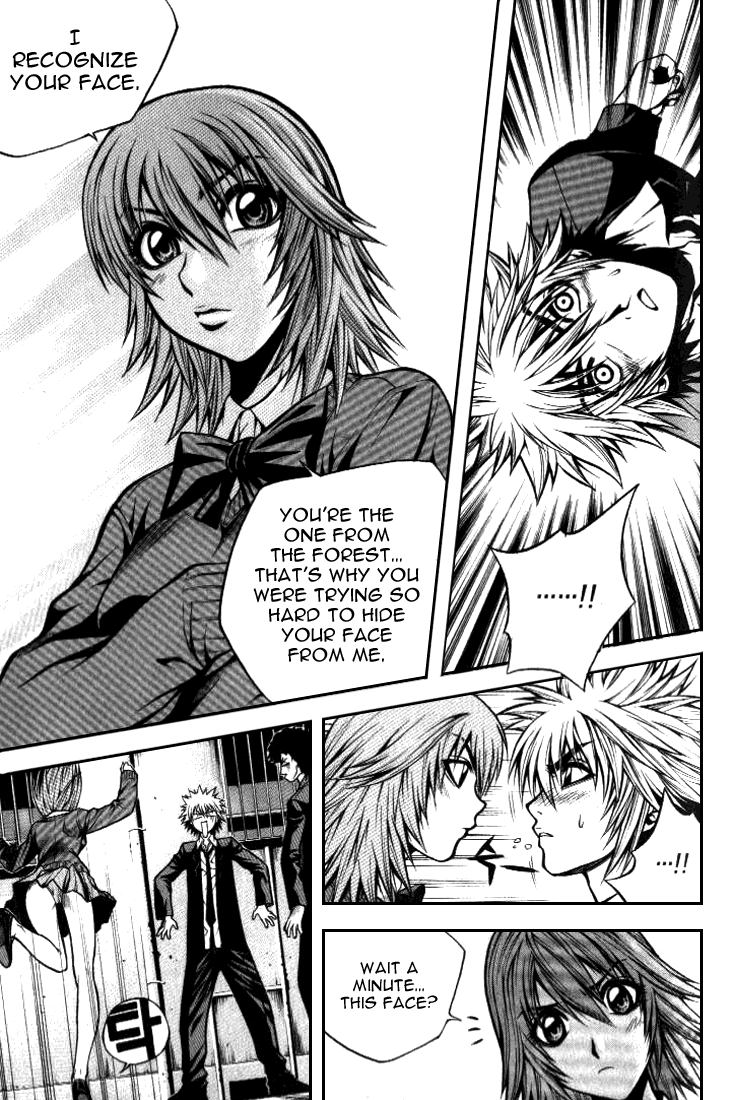 I
RECOGNIZE
YOUR FACE.
YOU'RE THE
ONE FROM
THE FOREST...
THAT'S WHY YOU
WERE TRYING SO
HARD TO HIDE
YOUR FACE
FROM ME.
......!!
탁
...!!
WAIT A
MINUTE...
THIS FACE?